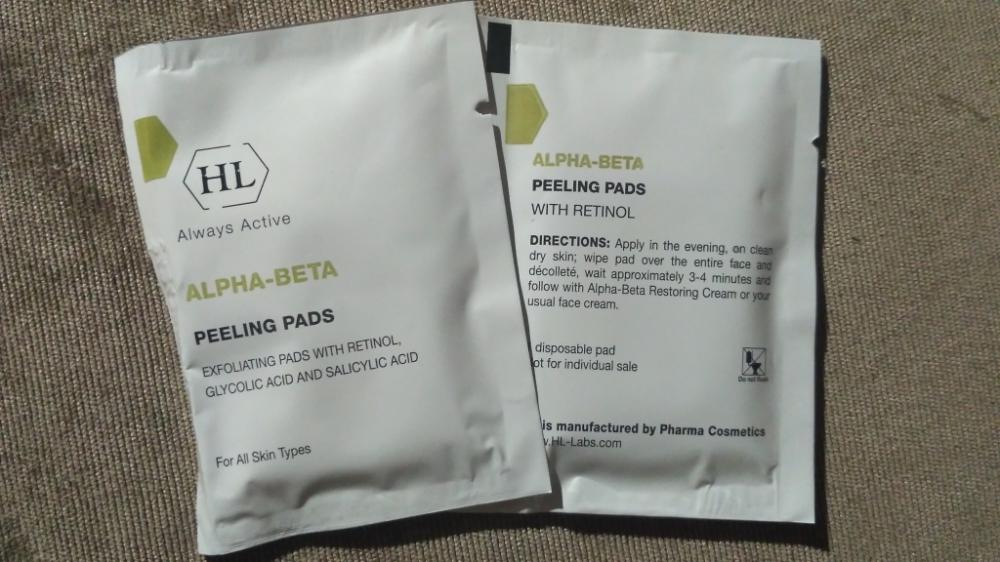 HL
Always Active
ALPHA-BETA
PEELING PADS
EXFOLIATING PADS WITH RETINOL,
GLYCOLIC ACID AND SALICYLIC ACID
For All Skin Types
ALPHA-BETA
PEELING PADS
WITH RETINOL
DIRECTIONS: Apply in the evening, on clean
dry skin; wipe pad over the entire face and
décolleté, wait approximately 3-4 minutes and
follow with Alpha-Beta Restoring Cream or your
usual face cream.
disposable pad
ot for individual sale
Do not flush
is manufactured by Pharma Cosmetics
.HL-Labs.com